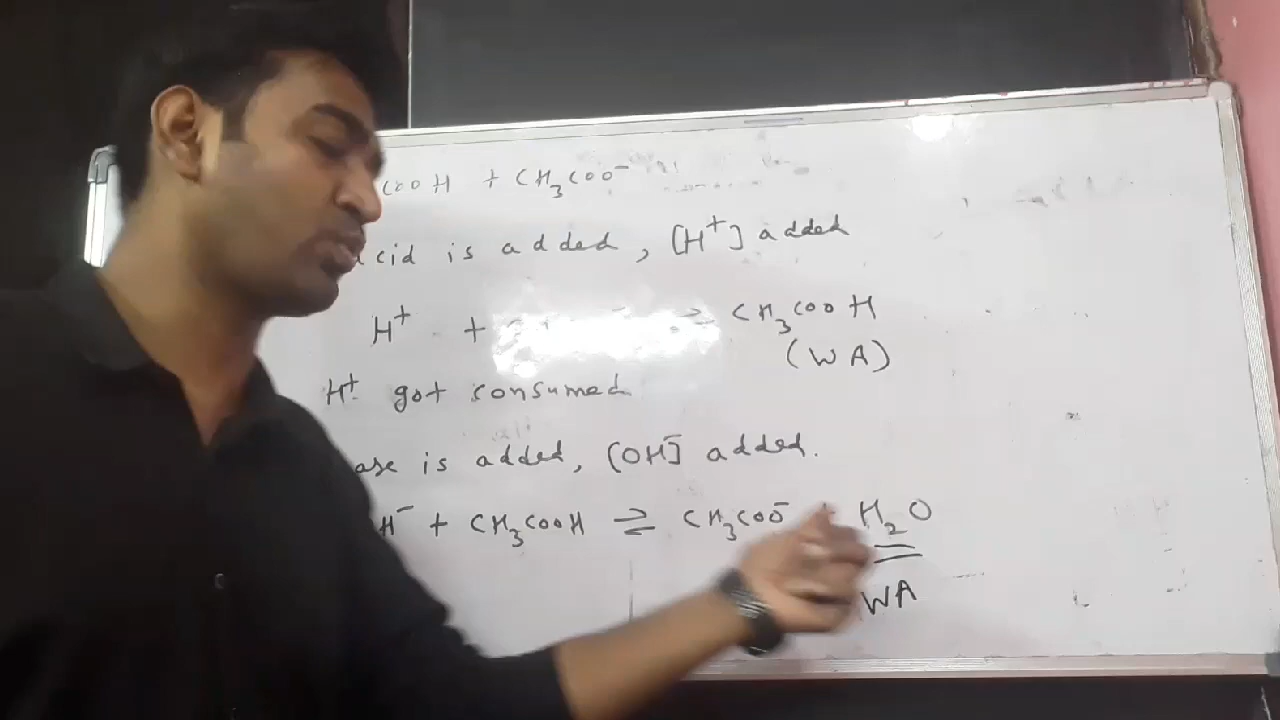 COOH + CH₃COO⁻
cid is added, [H⁺] added
H⁺ + ⇌ CH₃COOH
(WA)
H⁺ got consumed
ase is added, [OH⁻] added.
H⁻ + CH₃COOH ⇌ CH₃COO⁻ + H₂O
WA